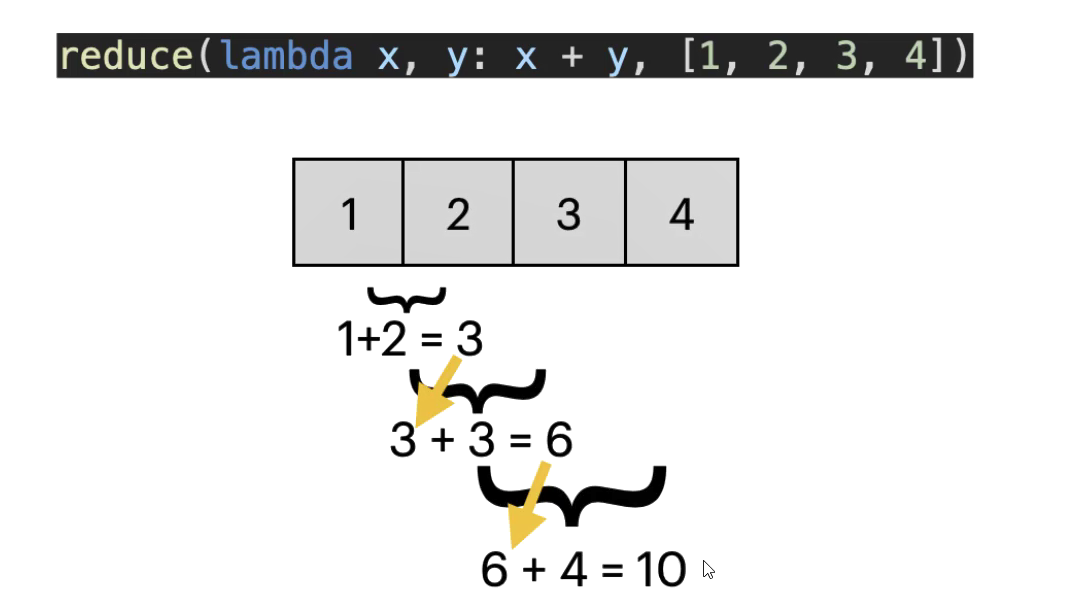 reduce(lambda x, y: x + y, [1, 2, 3, 4])
1 2 3 4
1+2 = 3
3 + 3 = 6
6 + 4 = 10